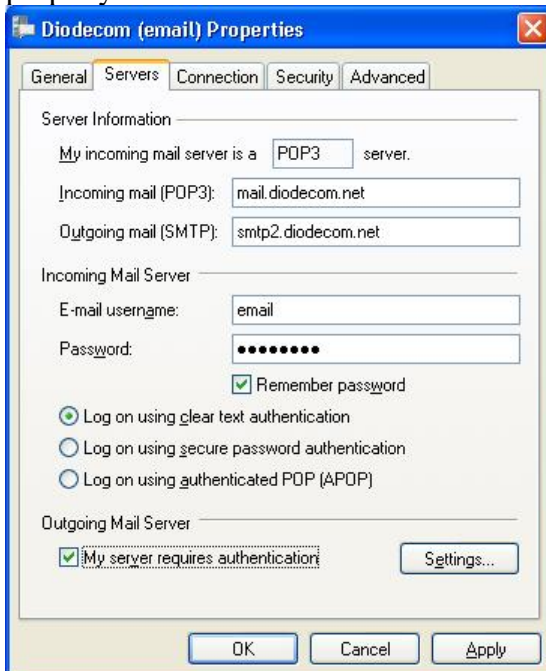 Diodecom (email) Properties
General Servers Connection Security Advanced
Server Information
My incoming mail server is a POP3 server.
Incoming mail (POP3): mail.diodecom.net
Outgoing mail (SMTP): smtp2.diodecom.net
Incoming Mail Server
E-mail username: email
Password: ●●●●●●●●
Remember password
Log on using clear text authentication
Log on using secure password authentication
Log on using authenticated POP (APOP)
Outgoing Mail Server
My server requires authentication Settings...
OK Cancel Apply